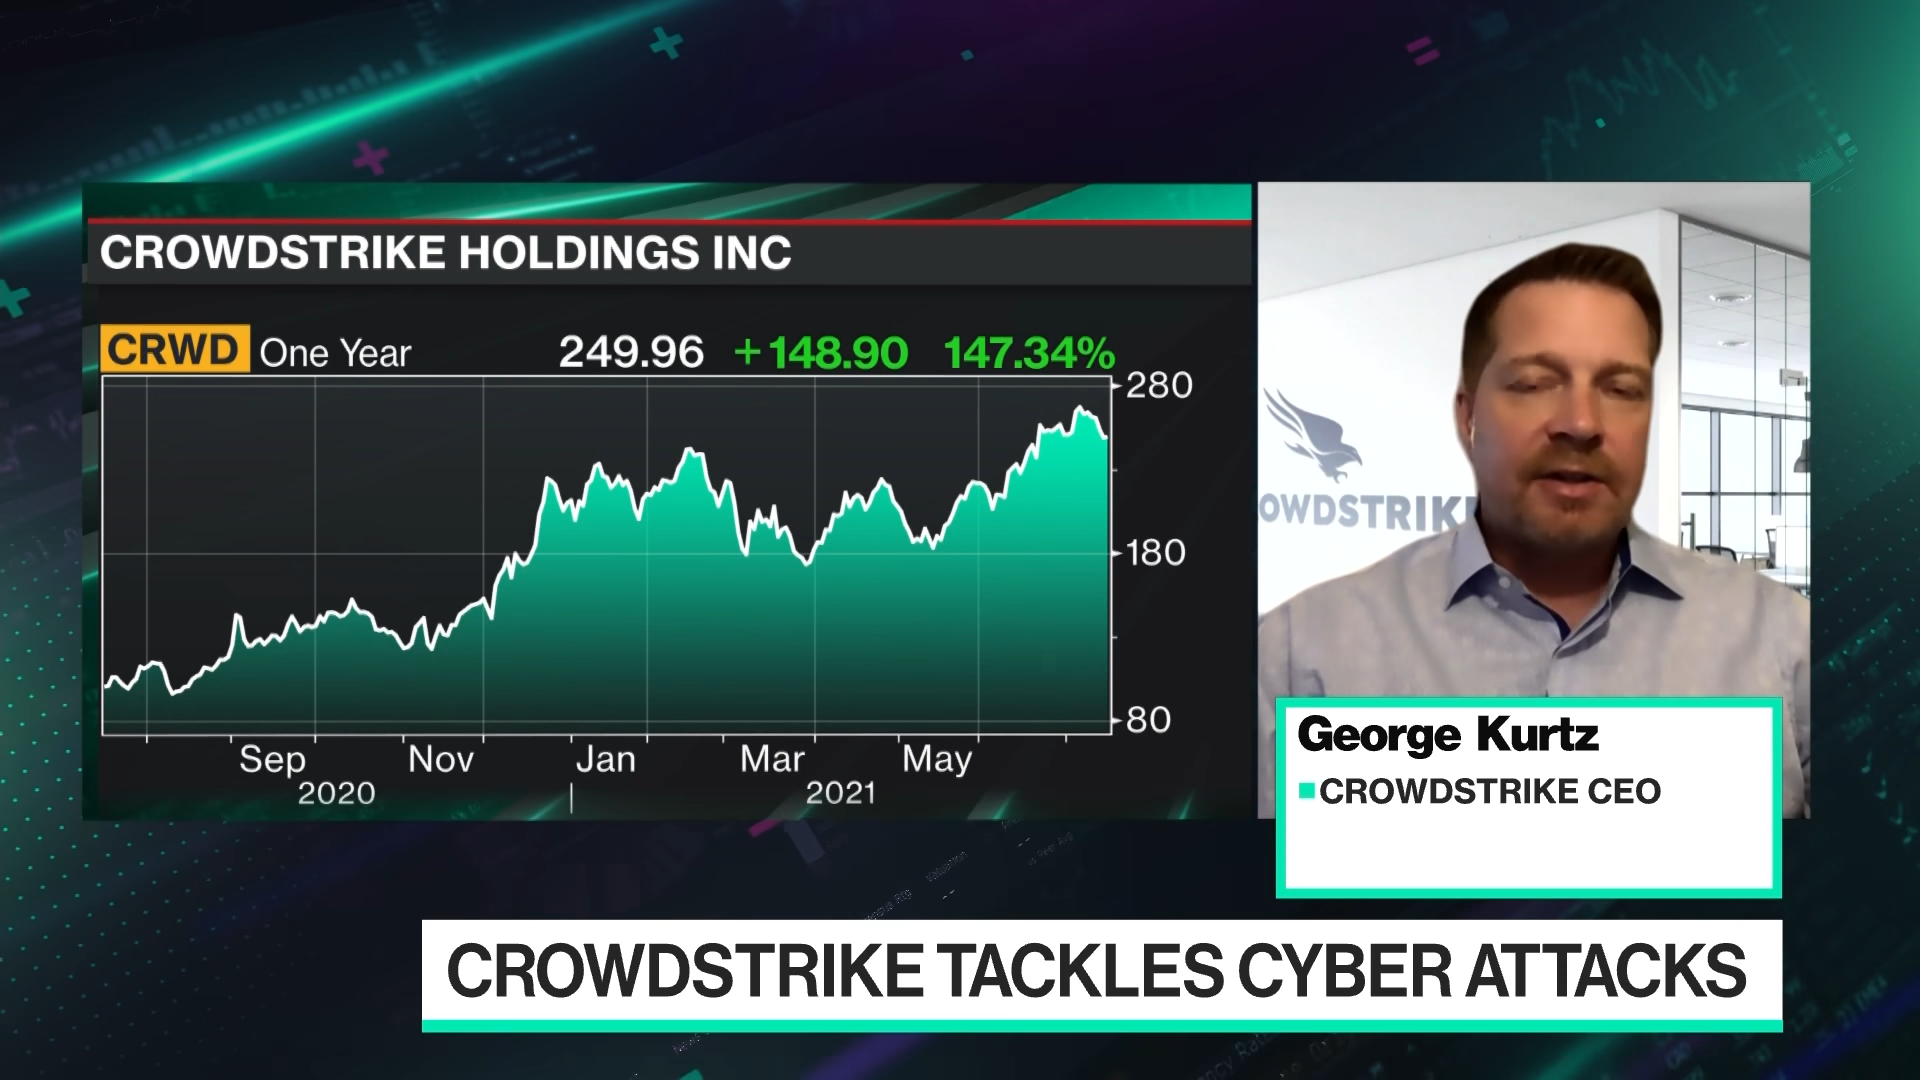 CROWDSTRIKE HOLDINGS INC
CRWD One Year 249.96 +148.90 147.34%
280
180
80
Sep Nov Jan Mar May
2020 2021
OWDSTRIK
George Kurtz
CROWDSTRIKE CEO
CROWDSTRIKE TACKLES CYBER ATTACKS